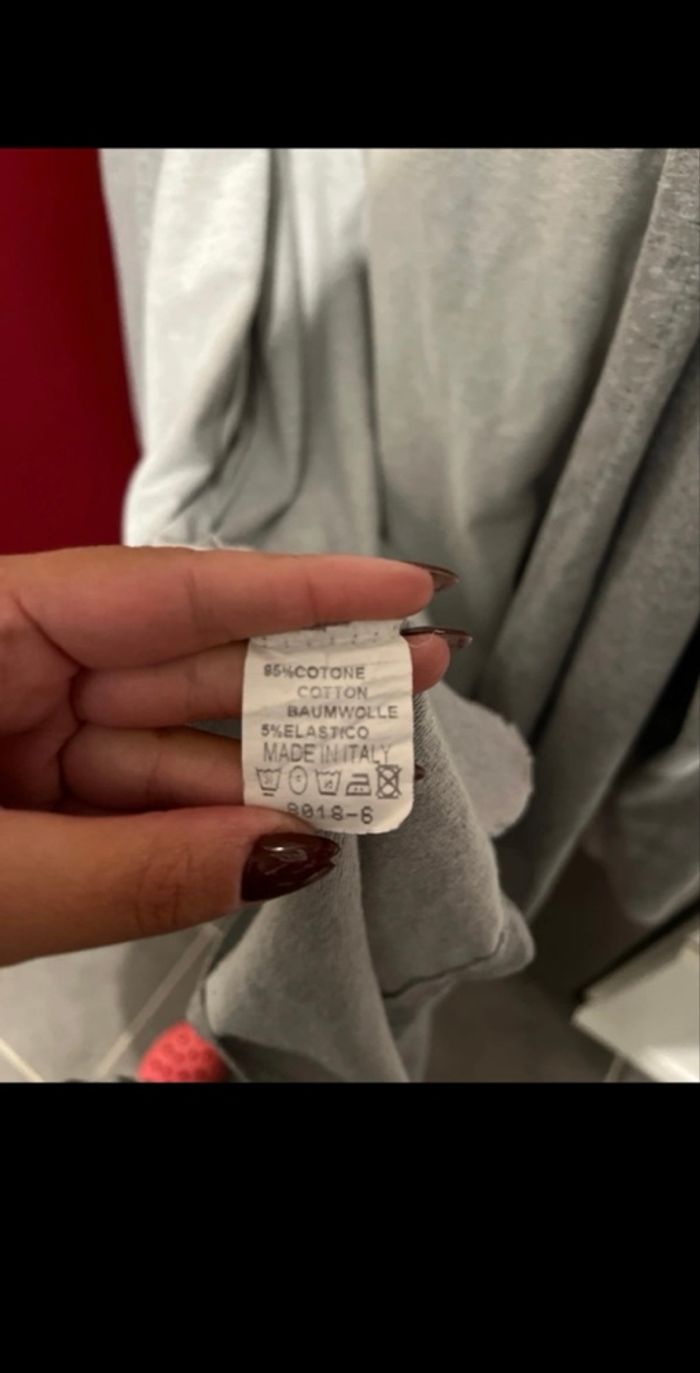 95%COTONE
COTTON
BAUMWOLLE
5%ELASTICO
MADE IN ITALY
8018-6